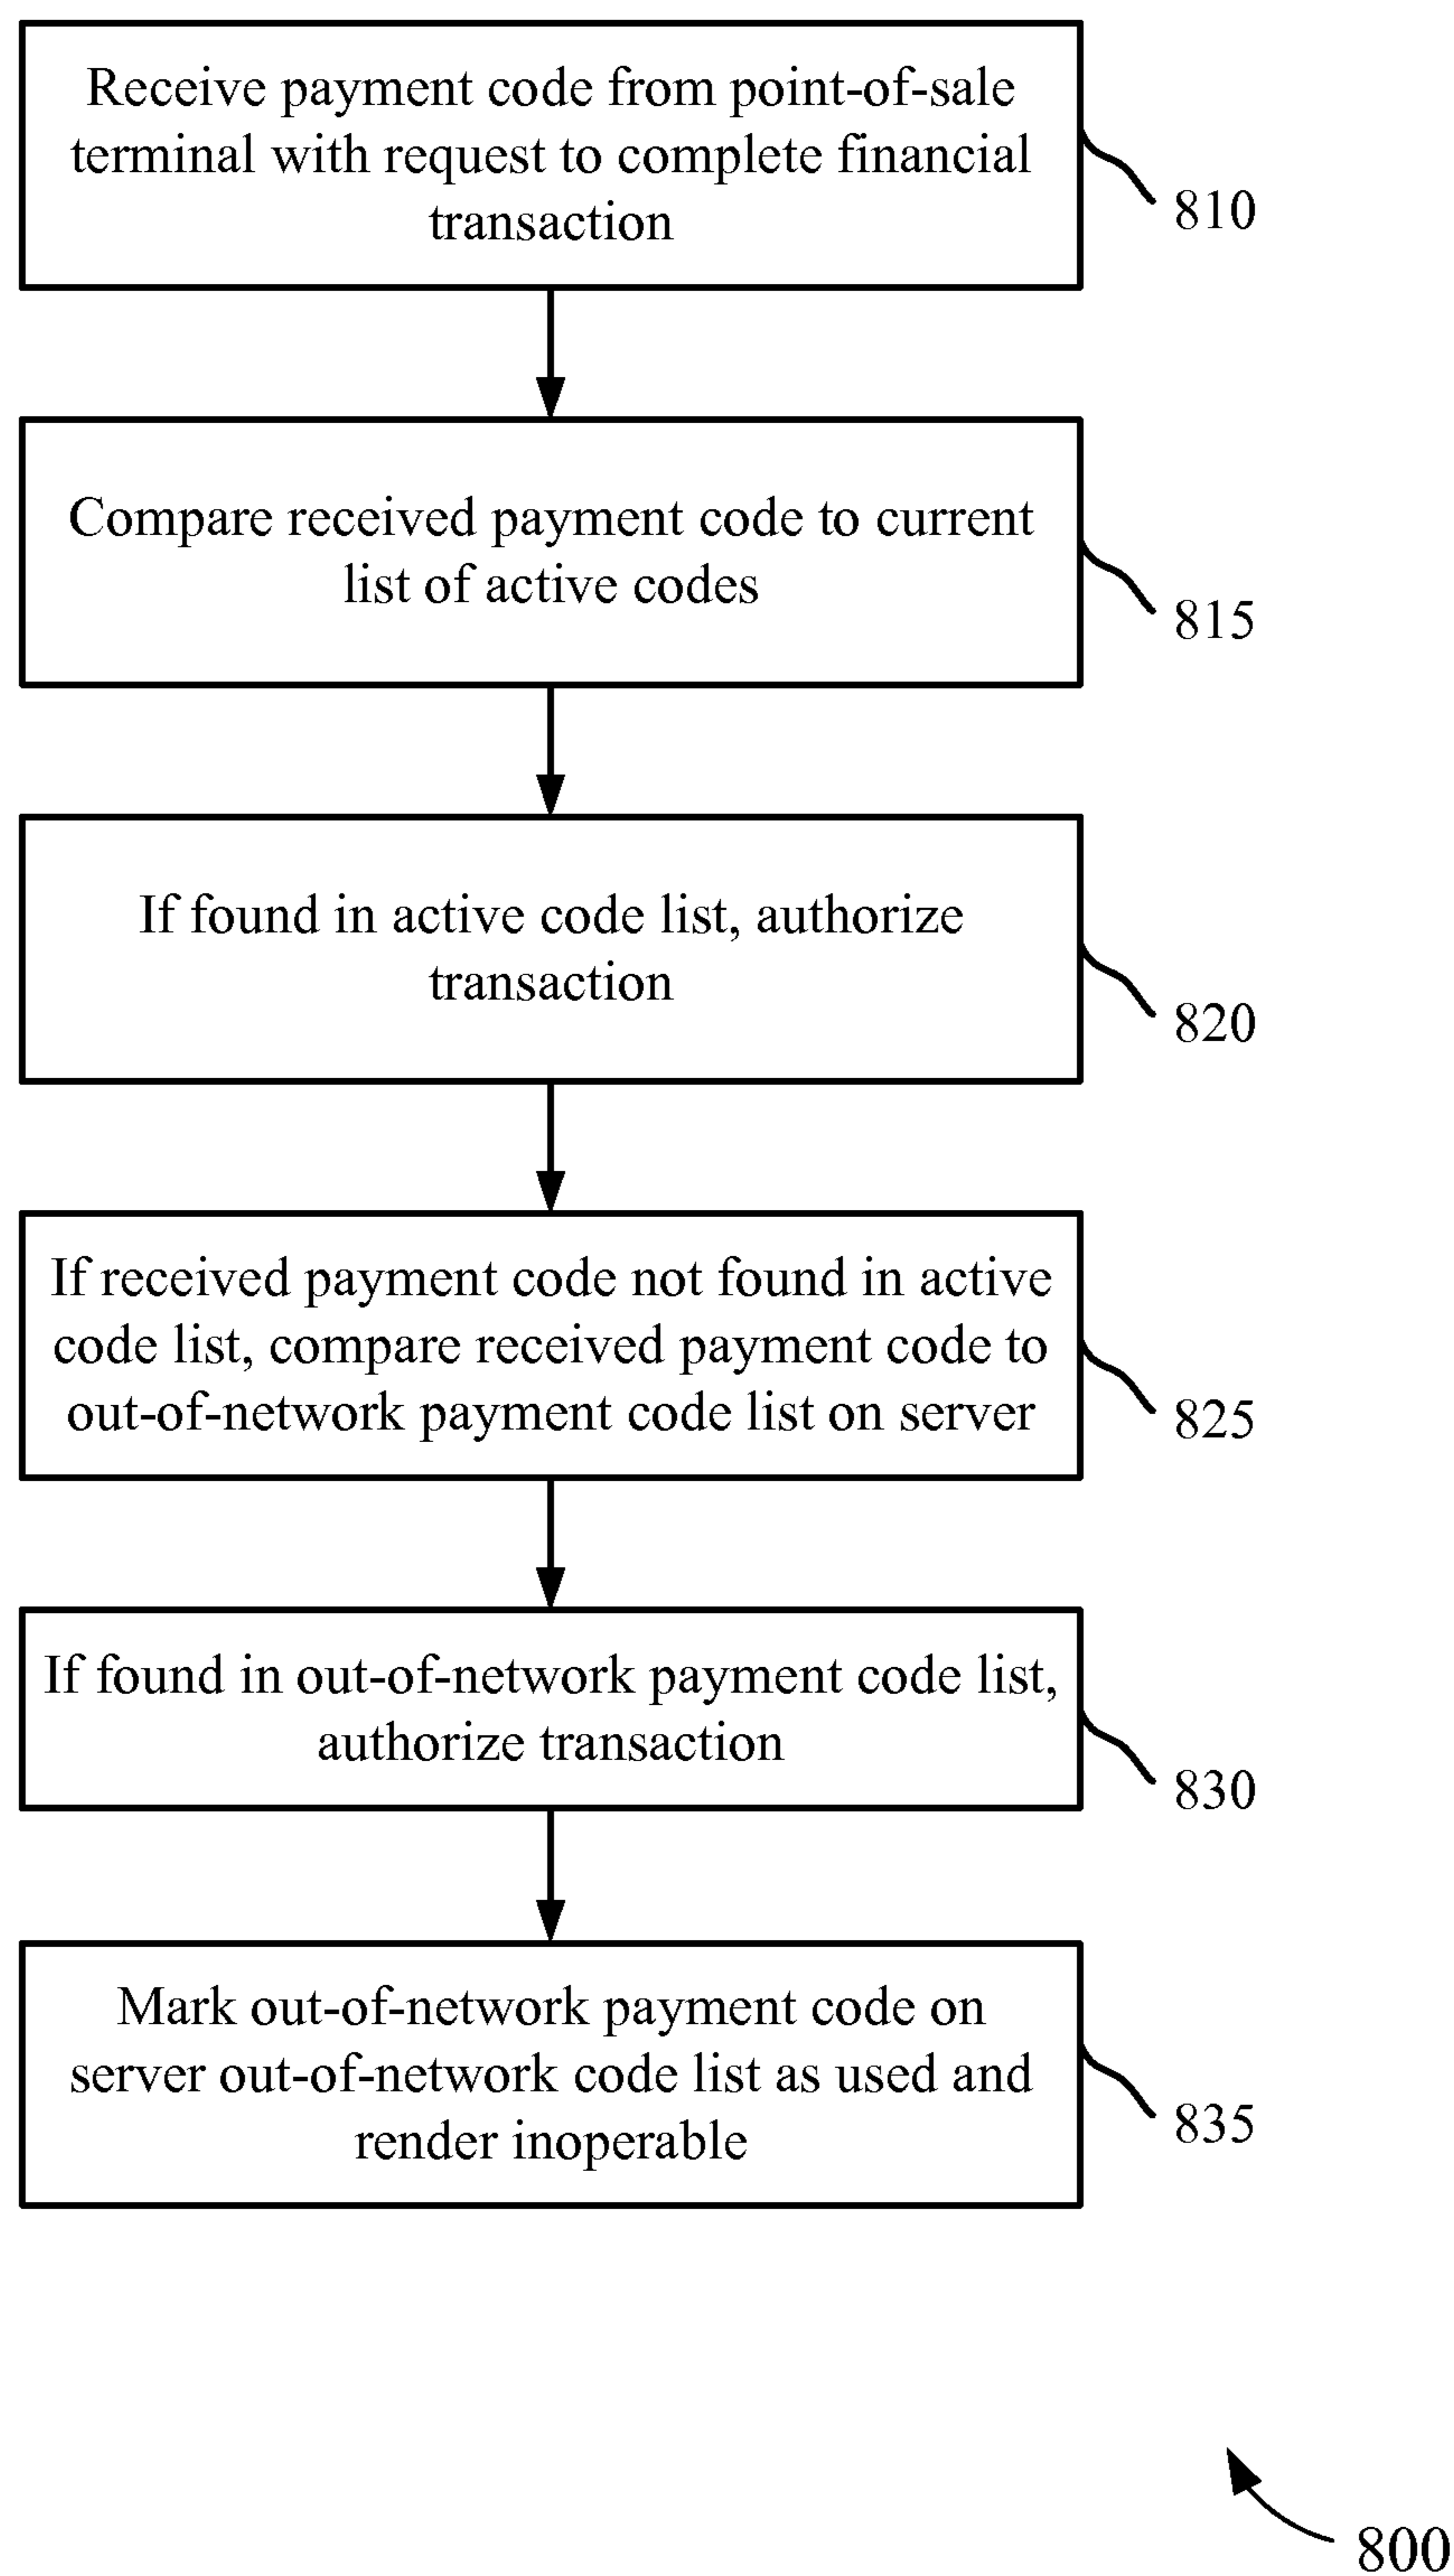 Receive payment code from point-of-sale
terminal with request to complete financial
transaction
810
Compare received payment code to current
list of active codes
815
If found in active code list, authorize
transaction
820
If received payment code not found in active
code list, compare received payment code to
out-of-network payment code list on server
825
If found in out-of-network payment code list,
authorize transaction
830
Mark out-of-network payment code on
server out-of-network code list as used and
render inoperable
835
800